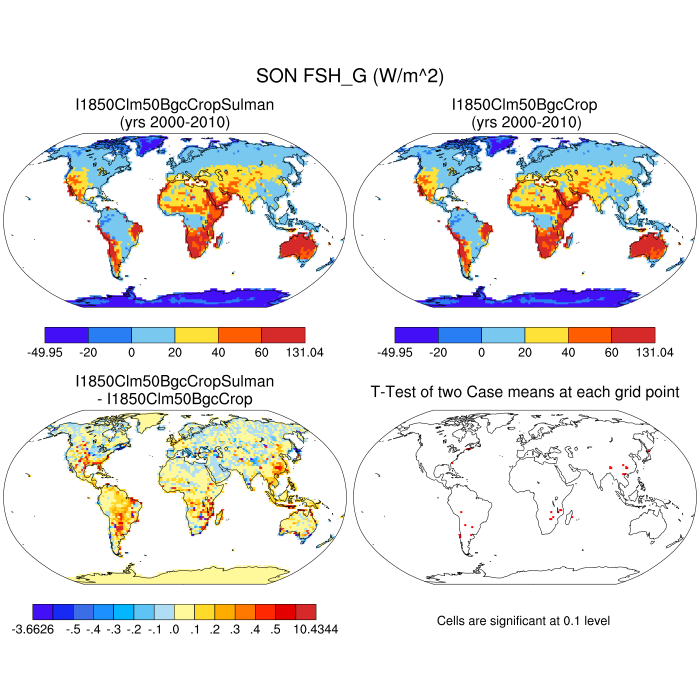 SON FSH_G (W/m^2)
I1850Clm50BgcCropSulman
(yrs 2000-2010)
I1850Clm50BgcCrop
(yrs 2000-2010)
-49.95 -20 0 20 40 60 131.04
-49.95 -20 0 20 40 60 131.04
I1850Clm50BgcCropSulman
- I1850Clm50BgcCrop
T-Test of two Case means at each grid point
-3.6626 -.5 -.4 -.3 -.2 -.1 .0 .1 .2 .3 .4 .5 10.4344
Cells are significant at 0.1 level